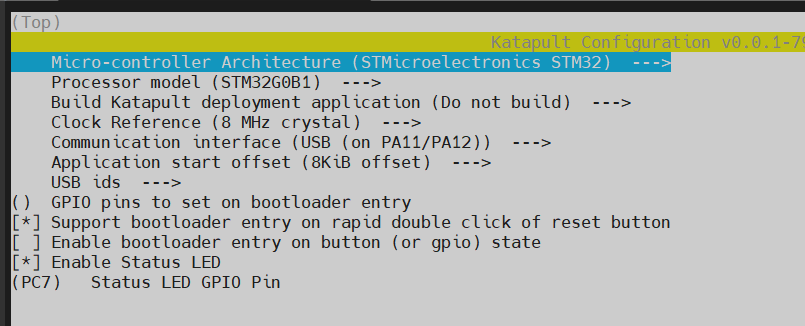 (Top)
Katapult Configuration v0.0.1-79
Micro-controller Architecture (STMicroelectronics STM32)  --->
Processor model (STM32G0B1)  --->
Build Katapult deployment application (Do not build)  --->
Clock Reference (8 MHz crystal)  --->
Communication interface (USB (on PA11/PA12))  --->
Application start offset (8KiB offset)  --->
USB ids  --->
()  GPIO pins to set on bootloader entry
[*] Support bootloader entry on rapid double click of reset button
[ ] Enable bootloader entry on button (or gpio) state
[*] Enable Status LED
(PC7)   Status LED GPIO Pin